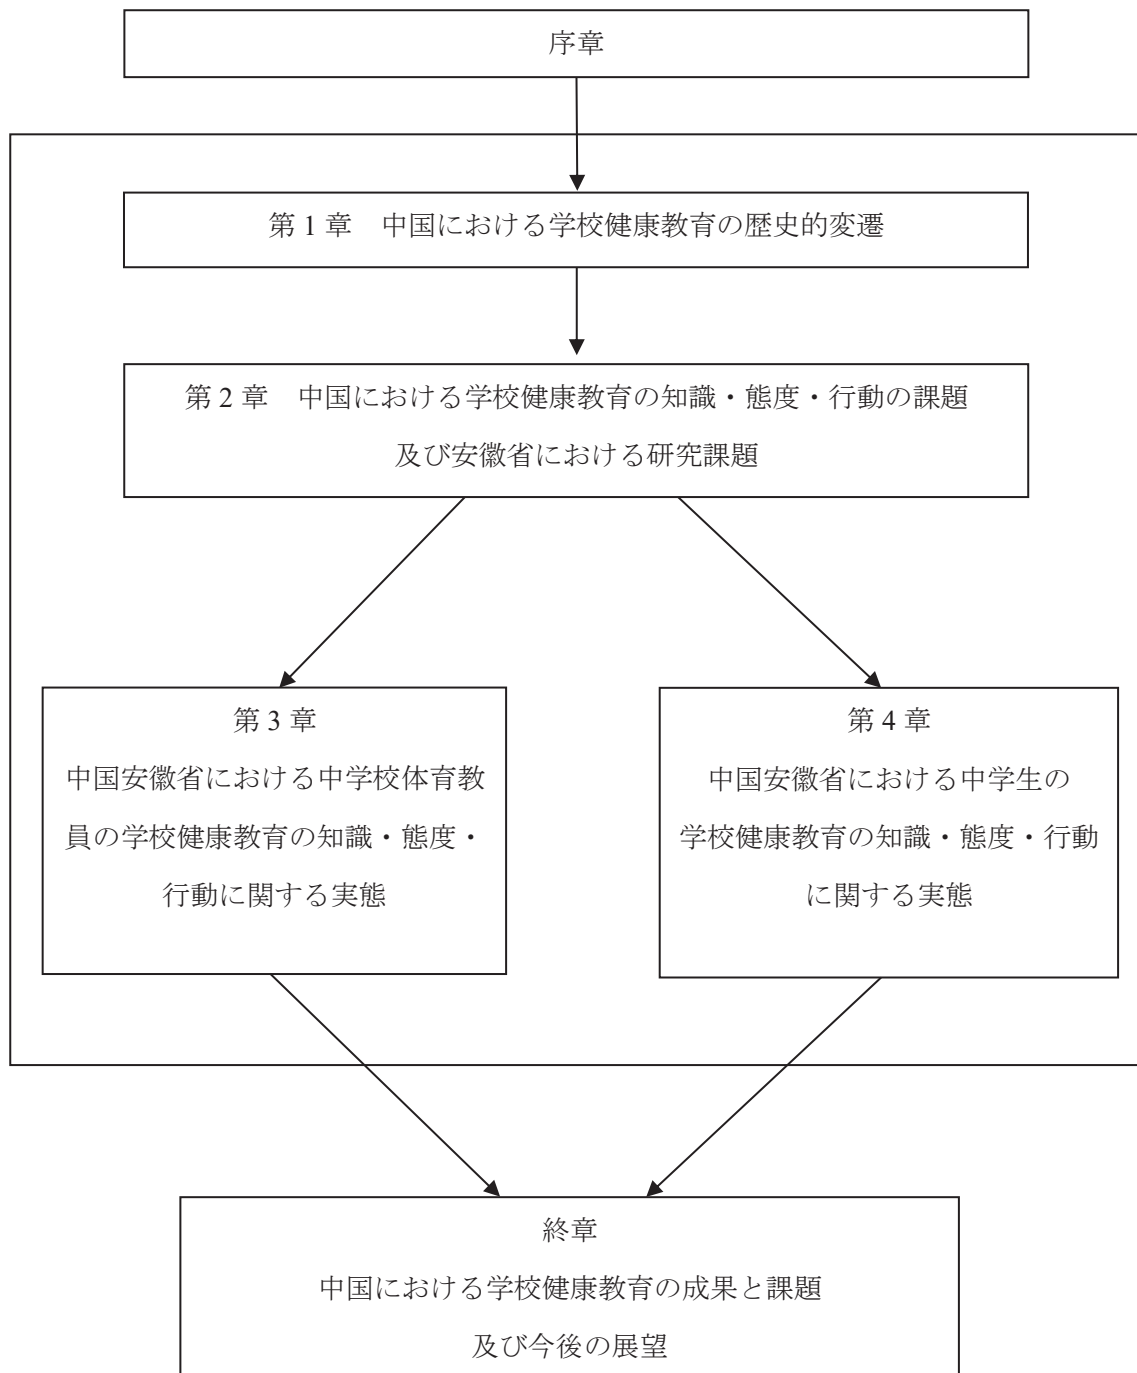 序章
第 1 章　中国における学校健康教育の歴史的変遷
第 2 章　中国における学校健康教育の知識・態度・行動の課題
及び安徽省における研究課題
第 3 章
中国安徽省における中学校体育教
員の学校健康教育の知識・態度・
行動に関する実態
第 4 章
中国安徽省における中学生の
学校健康教育の知識・態度・行動
に関する実態
終章
中国における学校健康教育の成果と課題
及び今後の展望